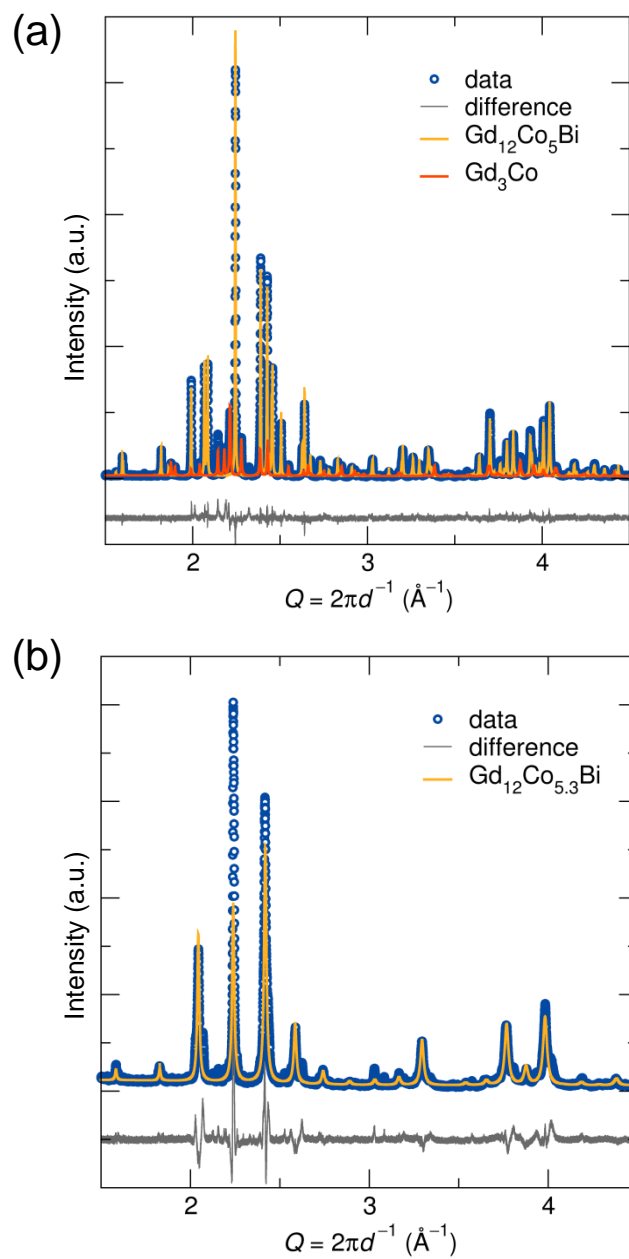 (a)
data
difference
Gd₁₂Co₅Bi
Gd₃Co
Intensity (a.u.)
2 3 4
Q = 2πd⁻¹ (Å⁻¹)
(b)
data
difference
Gd₁₂Co₅.₃Bi
Intensity (a.u.)
2 3 4
Q = 2πd⁻¹ (Å⁻¹)